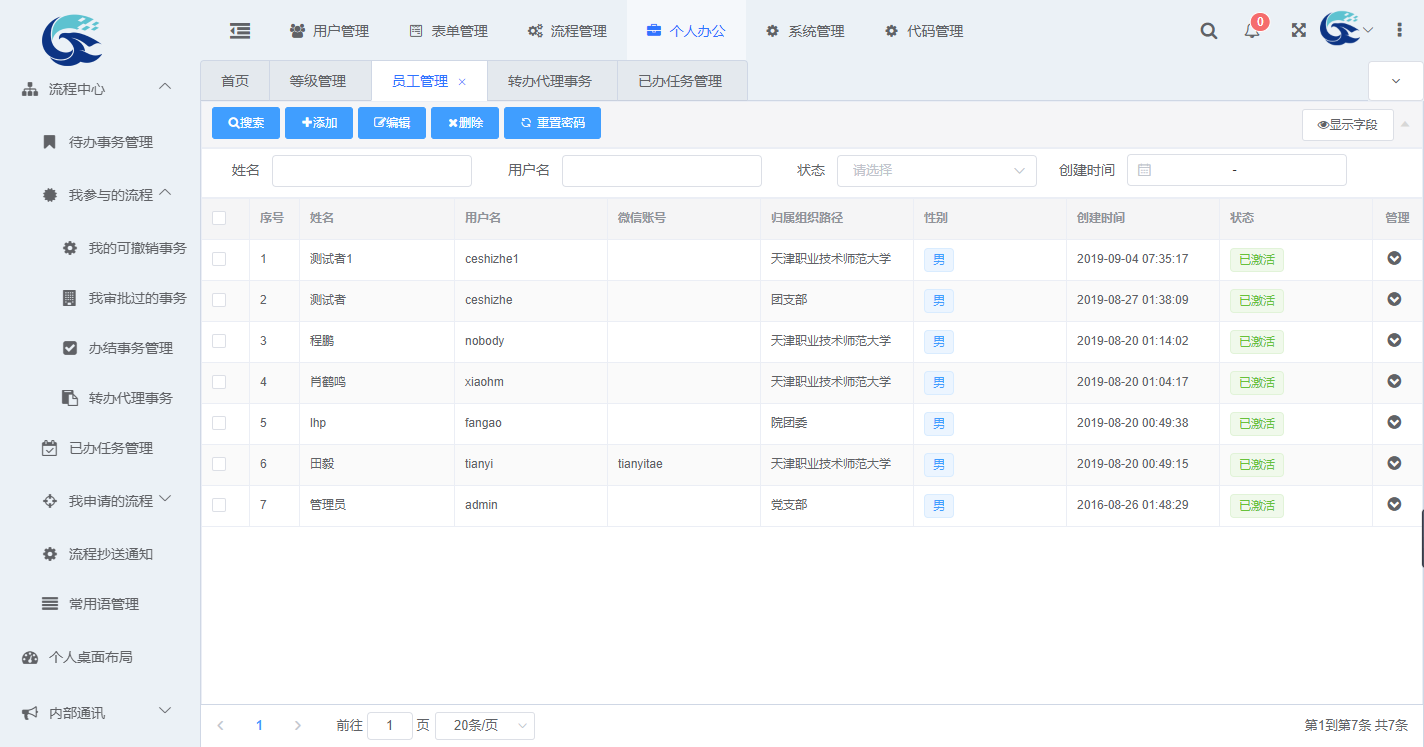 用户管理 表单管理 流程管理 个人办公 系统管理 代码管理 0
首页 等级管理 员工管理 × 转办代理事务 已办任务管理
流程中心
待办事务管理
我参与的流程
我的可撤销事务
我审批过的事务
办结事务管理
转办代理事务
已办任务管理
我申请的流程
流程抄送通知
常用语管理
个人桌面布局
内部通讯
搜索 添加 编辑 删除 重置密码 显示字段
姓名 用户名 状态 请选择 创建时间 -
序号 姓名 用户名 微信账号 归属组织路径 性别 创建时间 状态 管理
1 测试者1 ceshizhe1 天津职业技术师范大学 男 2019-09-04 07:35:17 已激活
2 测试者 ceshizhe 团支部 男 2019-08-27 01:38:09 已激活
3 程鹏 nobody 天津职业技术师范大学 男 2019-08-20 01:14:02 已激活
4 肖鹤鸣 xiaohm 天津职业技术师范大学 男 2019-08-20 01:04:17 已激活
5 lhp fangao 院团委 男 2019-08-20 00:49:38 已激活
6 田毅 tianyi tianyitae 天津职业技术师范大学 男 2019-08-20 00:49:15 已激活
7 管理员 admin 党支部 男 2016-08-26 01:48:29 已激活
1 前往 1 页 20条/页 第1到第7条 共7条